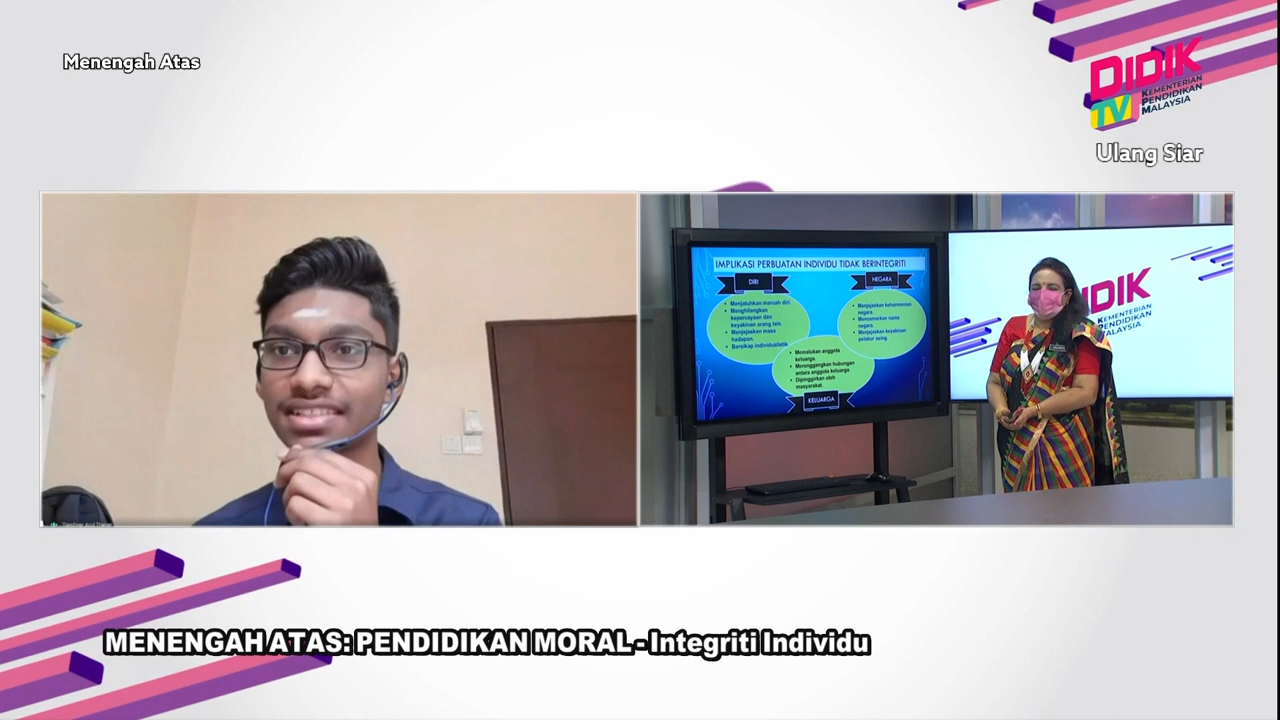 Menengah Atas
DIDIK
TV
KEMENTERIAN
PENDIDIKAN
MALAYSIA
Ulang Siar
IMPLIKASI PERBUATAN INDIVIDU TIDAK BERINTEGRITI
DIRI
• Menjatuhkan maruah diri.
• Menghilangkan
kepercayaan dan
keyakinan orang lain.
• Menjejaskan masa
hadapan.
• Bersikap individualistik
NEGARA
• Menjejaskan keharmonian
negara.
• Mencemarkan nama
negara
• Menjejaskan keyakinan
pelabur asing.
• Memalukan anggota
keluarga.
• Merenggangkan hubungan
antara anggota keluarga
• Dipinggirkan oleh
masyarakat.
KELUARGA
DIDIK
KEMENTERIAN
PENDIDIKAN
MALAYSIA
MENENGAH ATAS: PENDIDIKAN MORAL - Integriti Individu